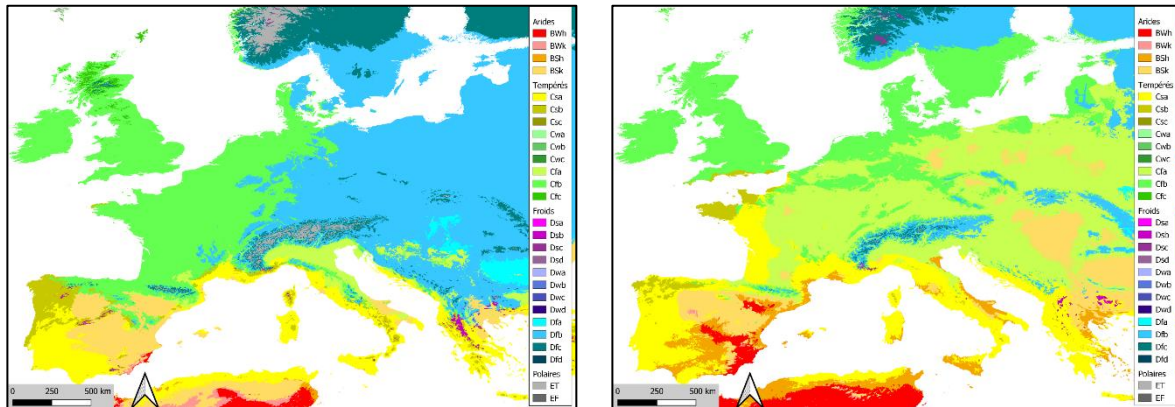 Arides
BWh
BWk
BSh
BSk
Tempérés
Csa
Csb
Csc
Cwa
Cwb
Cwc
Cfa
Cfb
Cfc
Froids
Dsa
Dsb
Dsc
Dsd
Dwa
Dwb
Dwc
Dwd
Dfa
Dfb
Dfc
Dfd
Polaires
ET
EF
0 250 500 km
Arides
BWh
BWk
BSh
BSk
Tempérés
Csa
Csb
Csc
Cwa
Cwb
Cwc
Cfa
Cfb
Cfc
Froids
Dsa
Dsb
Dsc
Dsd
Dwa
Dwb
Dwc
Dwd
Dfa
Dfb
Dfc
Dfd
Polaires
ET
EF
0 250 500 km